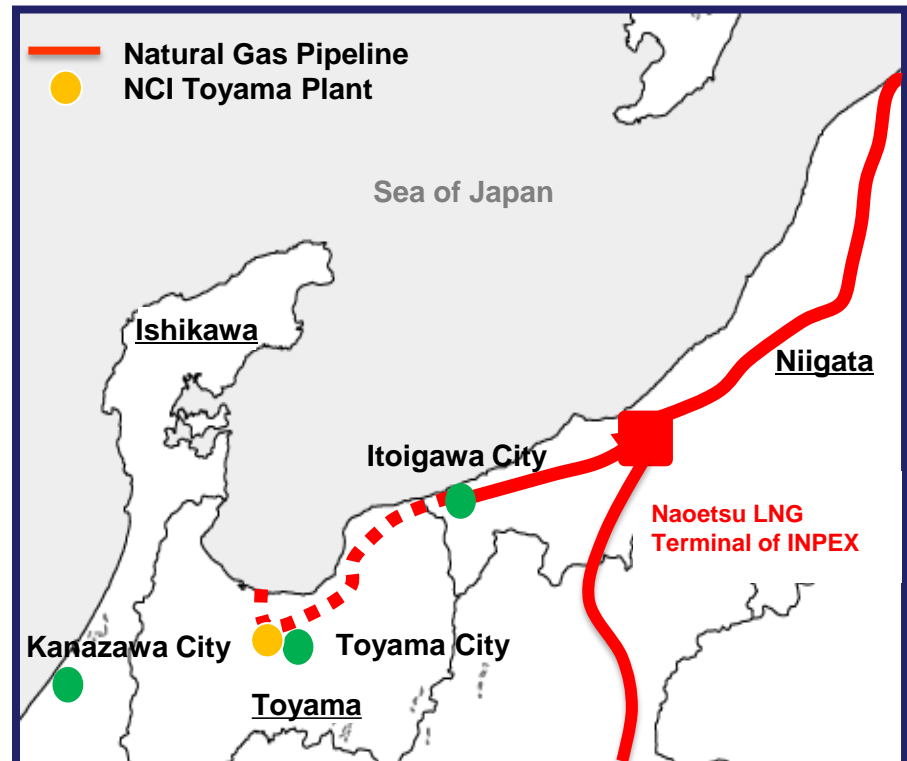 Natural Gas Pipeline
NCI Toyama Plant
Sea of Japan
Ishikawa
Niigata
Itoigawa City
Naoetsu LNG
Terminal of INPEX
Kanazawa City
Toyama City
Toyama